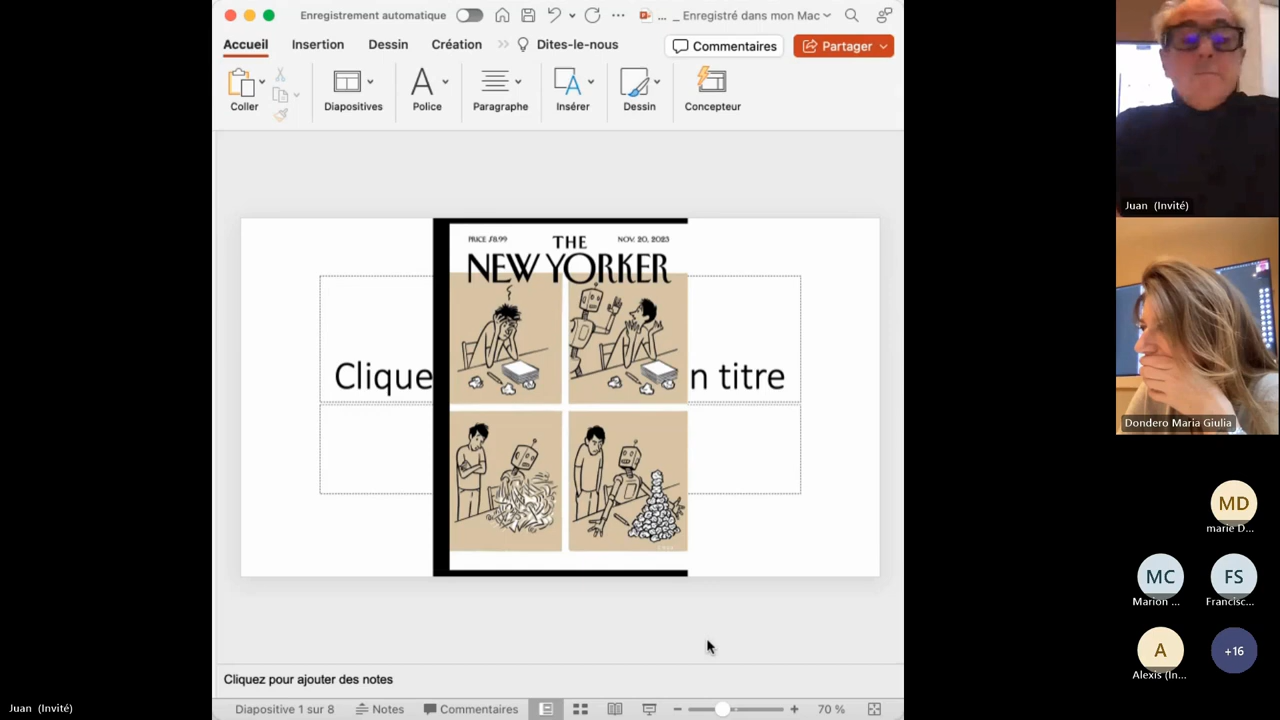 Enregistrement automatique
... _ Enregistré dans mon Mac
Accueil
Insertion
Dessin
Création
Dites-le-nous
Commentaires
Partager
Coller
Diapositives
Police
Paragraphe
Insérer
Dessin
Concepteur
PRICE $8.99
THE
NOV. 20, 2023
NEW YORKER
Clique
n titre
Cliquez pour ajouter des notes
Diapositive 1 sur 8
Notes
Commentaires
70 %
Juan (Invité)
Juan (Invité)
Dondero Maria Giulia
MD
marie D...
MC
Marion ...
FS
Francisc...
A
Alexis (In...
+16